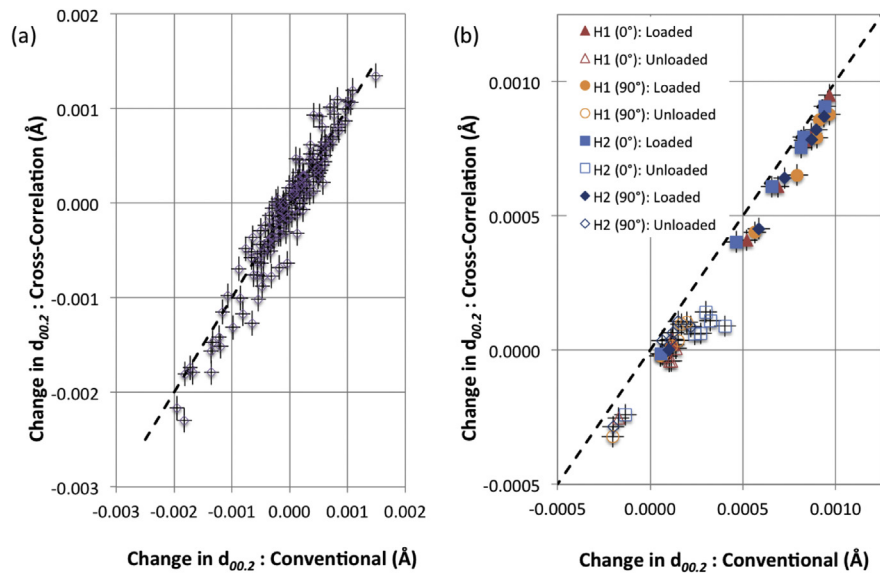 (a)
0.002
0.001
0.000
-0.001
-0.002
-0.003
-0.003 -0.002 -0.001 0.000 0.001 0.002
Change in d00.2 : Cross-Correlation (Å)
Change in d00.2 : Conventional (Å)
(b)
H1 (0°): Loaded
H1 (0°): Unloaded
H1 (90°): Loaded
H1 (90°): Unloaded
H2 (0°): Loaded
H2 (0°): Unloaded
H2 (90°): Loaded
H2 (90°): Unloaded
0.0010
0.0005
0.0000
-0.0005
-0.0005 0.0000 0.0005 0.0010
Change in d00.2 : Cross-Correlation (Å)
Change in d00.2 : Conventional (Å)